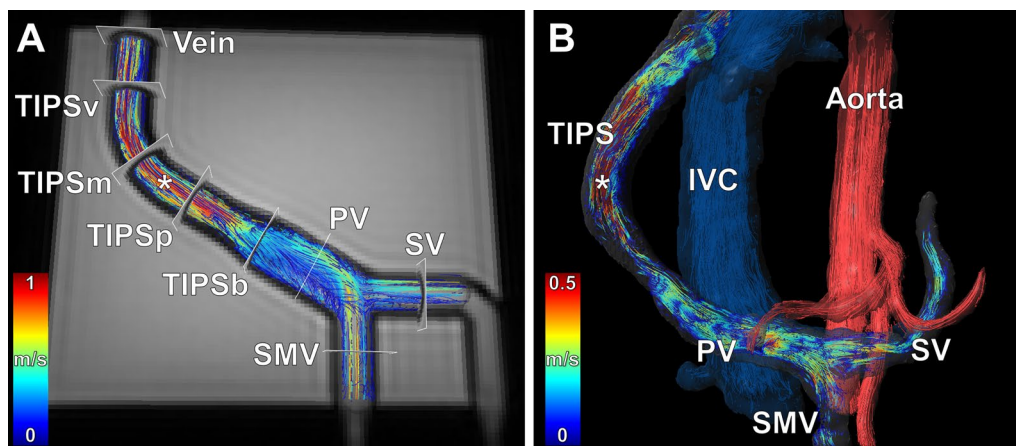 A
Vein
TIPSv
TIPSm
*
TIPSp
TIPSb
PV
SV
SMV
1
m/s
0
B
Aorta
TIPS
*
IVC
PV
SV
SMV
0.5
m/s
0